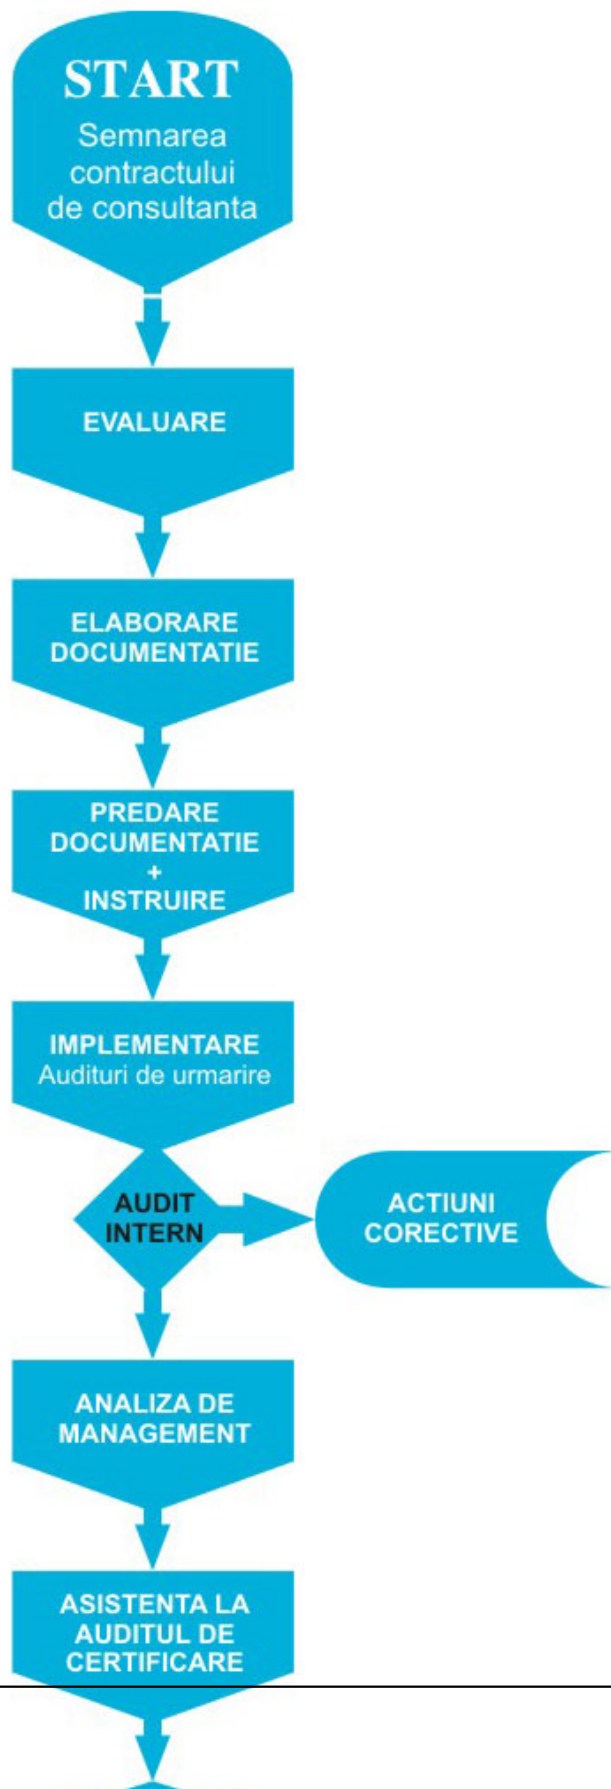 START
Semnarea
contractului
de consultanta
EVALUARE
ELABORARE
DOCUMENTATIE
PREDARE
DOCUMENTATIE
+
INSTRUIRE
IMPLEMENTARE
Audituri de urmarire
AUDIT
INTERN
ACTIUNI
CORECTIVE
ANALIZA DE
MANAGEMENT
ASISTENTA LA
AUDITUL DE
CERTIFICARE